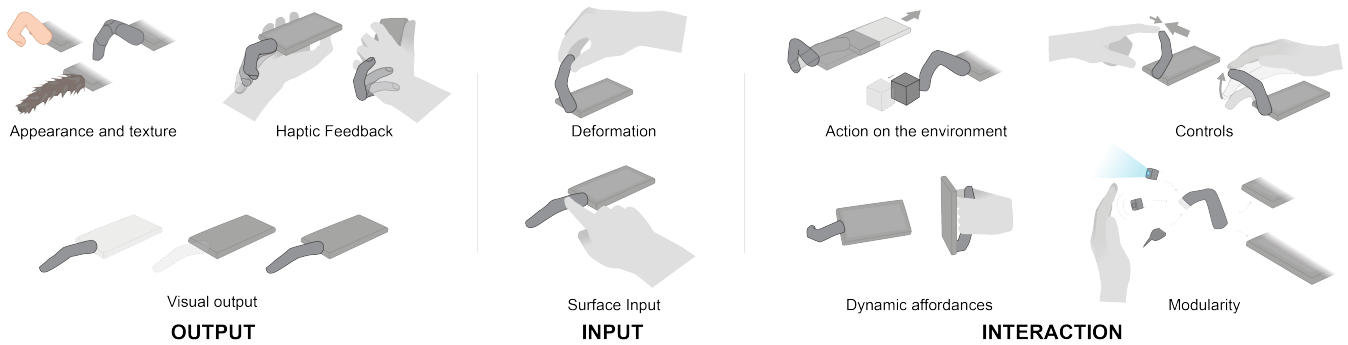 Appearance and texture
Haptic Feedback
Visual output
OUTPUT
Deformation
Surface Input
INPUT
Action on the environment
Controls
Dynamic affordances
Modularity
INTERACTION